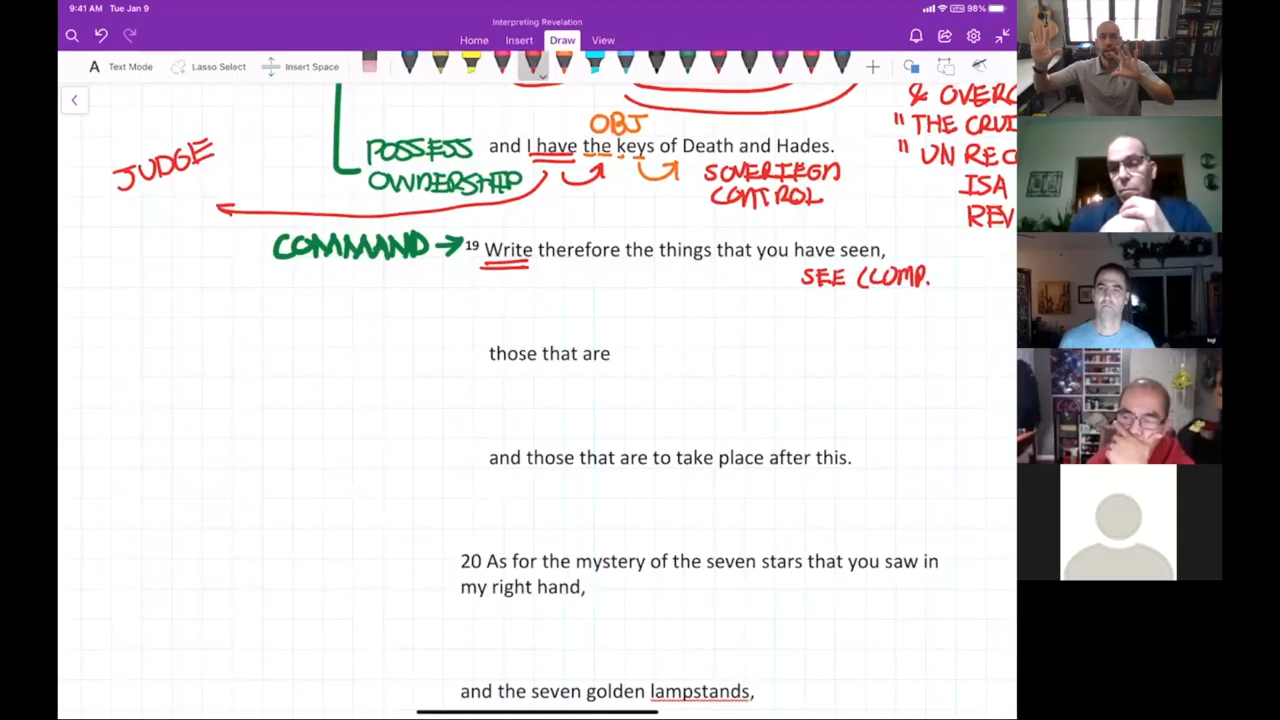 9:41 AM Tue Jan 9
98%
Interpreting Revelation
Home Insert Draw View
Text Mode Lasso Select Insert Space
& OVERC
OBJ
" THE CRU
POSSESS and I have the keys of Death and Hades.
" UN REC
JUDGE
OWNERSHIP SOVERIEGN
ISA
CONTROL
REV
COMMAND → 19 Write therefore the things that you have seen,
SEE (COMP.
those that are
and those that are to take place after this.
20 As for the mystery of the seven stars that you saw in
my right hand,
and the seven golden lampstands,